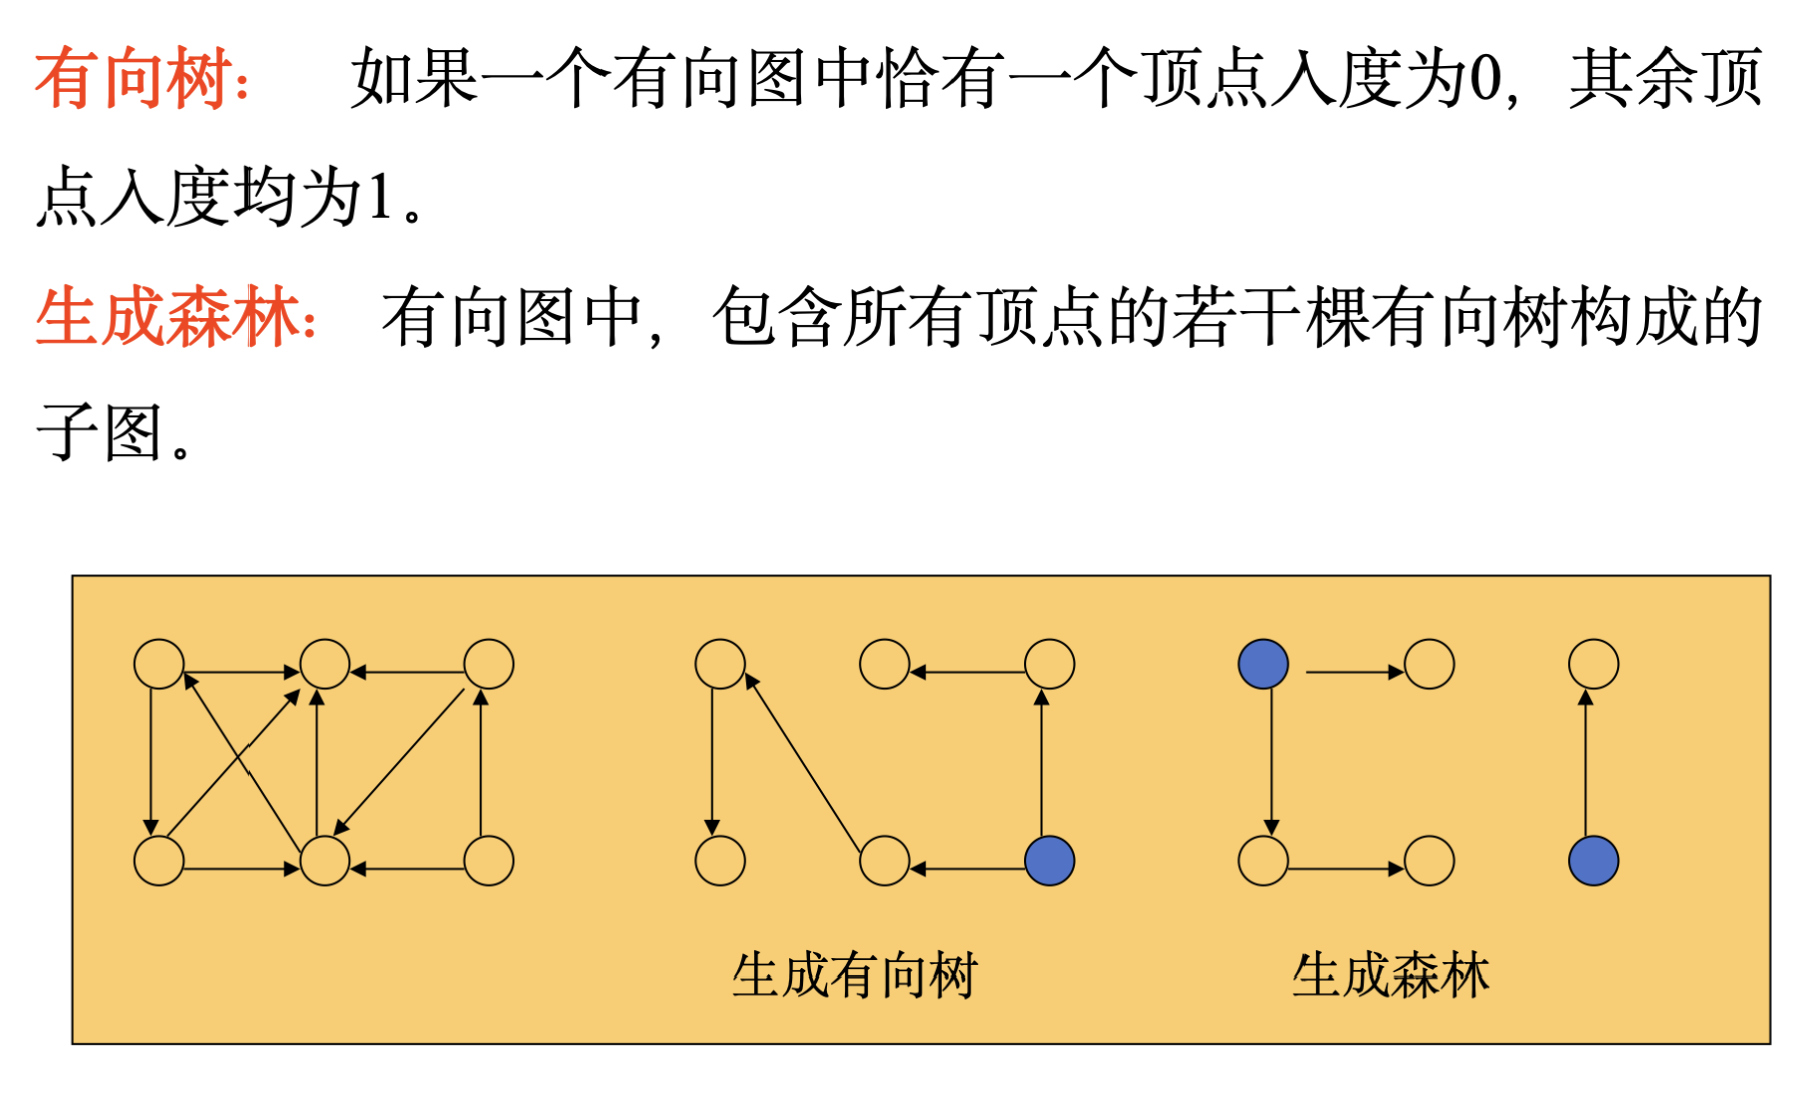 有向树： 如果一个有向图中恰有一个顶点入度为0，其余顶
点入度均为1。
生成森林： 有向图中，包含所有顶点的若干棵有向树构成的
子图。
生成有向树 生成森林